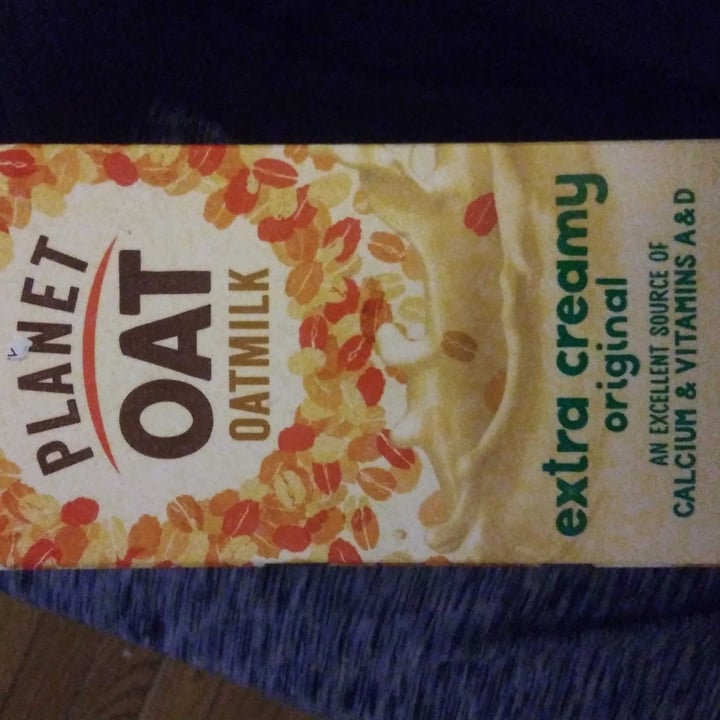 PLANET
OAT
OATMILK
extra creamy
original
AN EXCELLENT SOURCE OF
CALCIUM & VITAMINS A & D